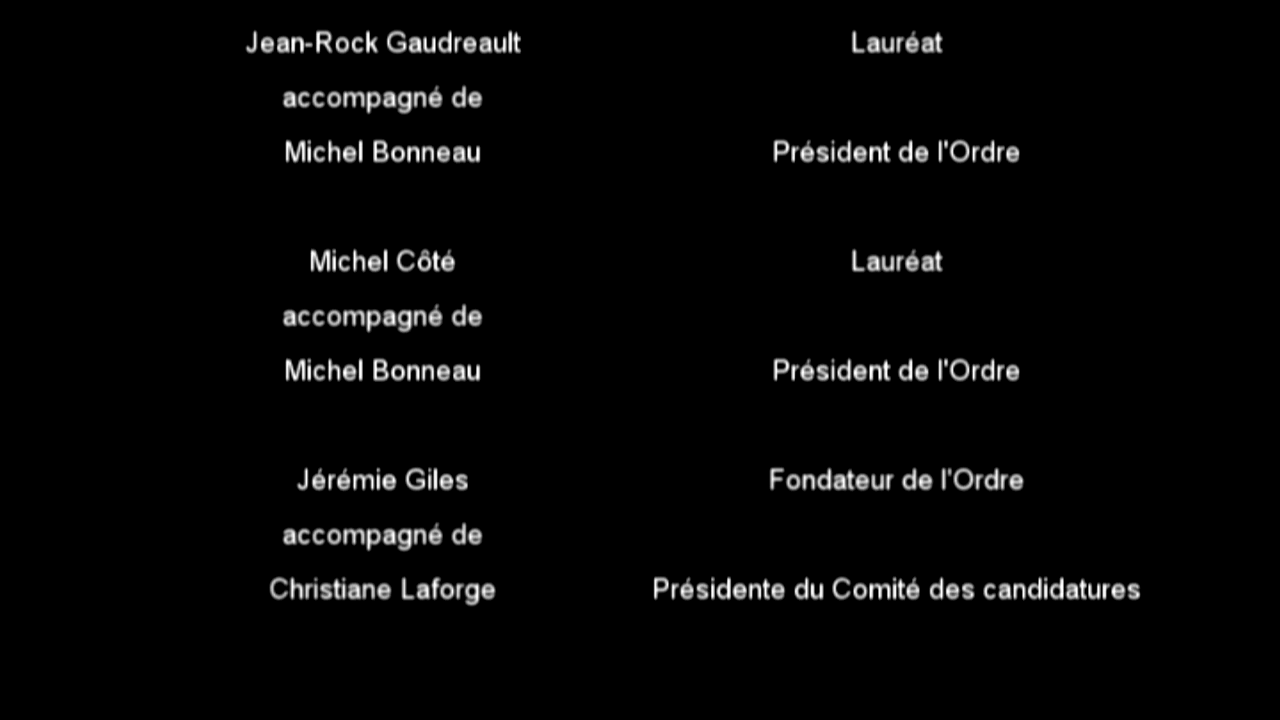 Jean-Rock Gaudreault Lauréat
accompagné de
Michel Bonneau Président de l'Ordre
Michel Côté Lauréat
accompagné de
Michel Bonneau Président de l'Ordre
Jérémie Giles Fondateur de l'Ordre
accompagné de
Christiane Laforge Présidente du Comité des candidatures